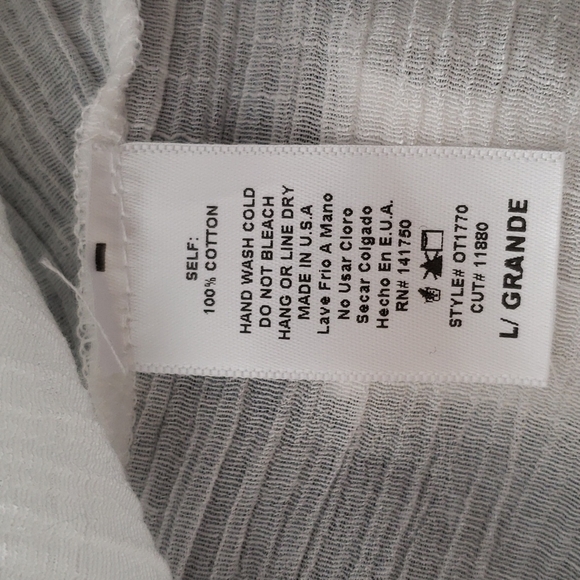 SELF:
100% COTTON
HAND WASH COLD
DO NOT BLEACH
HANG OR LINE DRY
MADE IN U.S.A
Lave Frio A Mano
No Usar Cloro
Secar Colgado
Hecho En E.U.A.
RN# 141750
STYLE# OT1770
CUT# 11880
L/ GRANDE